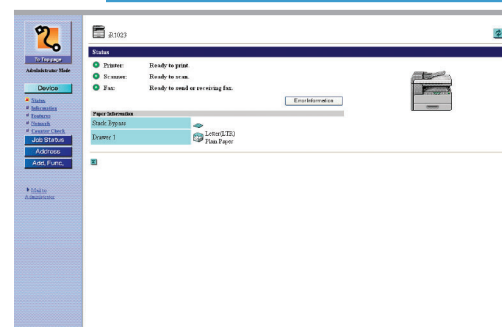 iR1023
To Top page
Administrator Mode
Device
Status
Information
Features
Network
Counter Check
Job Status
Address
Add. Func.
Mail to
Administrator
Status
Printer: Ready to print.
Scanner: Ready to scan.
Fax: Ready to send or receiving fax.
Error Information
Paper Information
Stack Bypass
Drawer 1
Letter(LTR)
Plain Paper